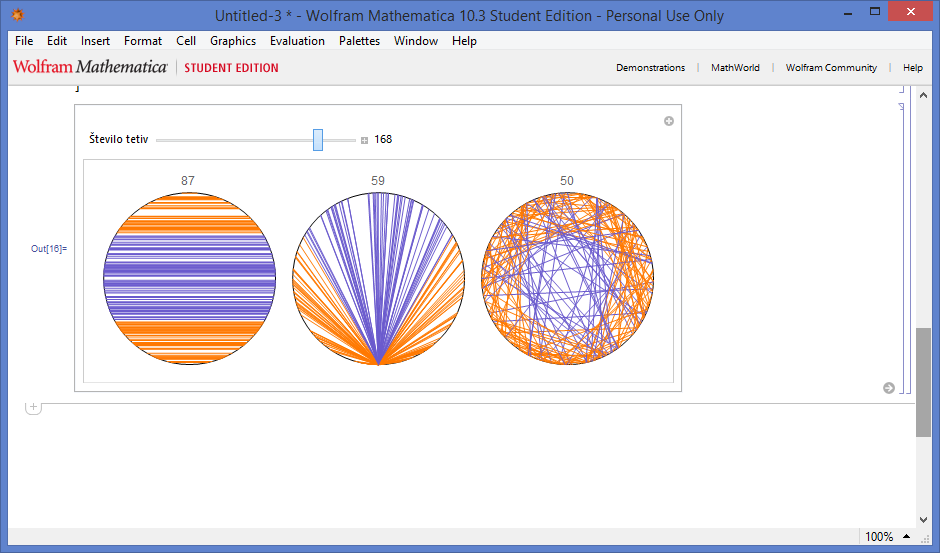 Untitled-3 * - Wolfram Mathematica 10.3 Student Edition - Personal Use Only
File Edit Insert Format Cell Graphics Evaluation Palettes Window Help
Wolfram Mathematica | STUDENT EDITION Demonstrations | MathWorld | Wolfram Community | Help
]
Število tetiv 168
87 59 50
Out[16]=
100%